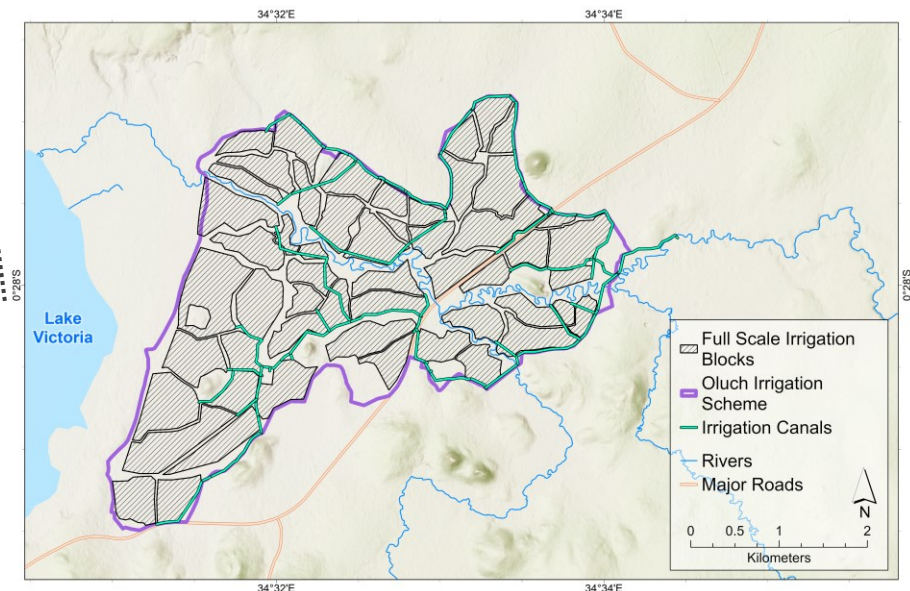 34°32'E
34°34'E
0°28'S
0°28'S
Lake
Victoria
Full Scale Irrigation
Blocks
Oluch Irrigation
Scheme
Irrigation Canals
Rivers
Major Roads
N
0 0.5 1 2
Kilometers
34°32'E
34°34'E